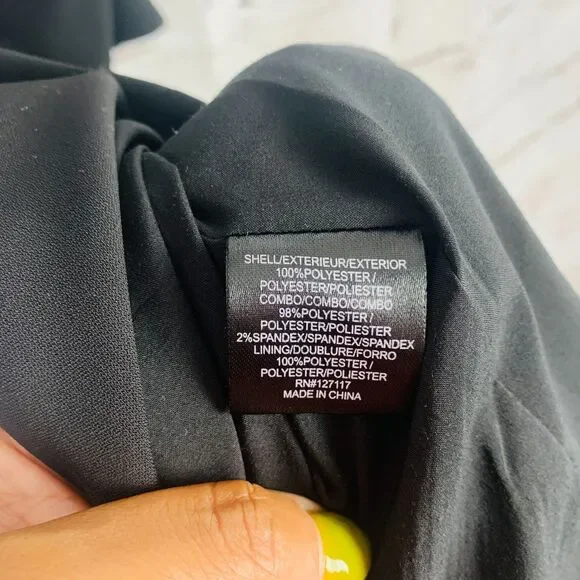 SHELL/EXTERIEUR/EXTERIOR
100%POLYESTER/
POLYESTER/POLIESTER
COMBO/COMBO/COMBO
98%POLYESTER/
POLYESTER/POLIESTER
2%SPANDEX/SPANDEX/SPANDEX
LINING/DOUBLURE/FORRO
100%POLYESTER/
POLYESTER/POLIESTER
RN#127117
MADE IN CHINA